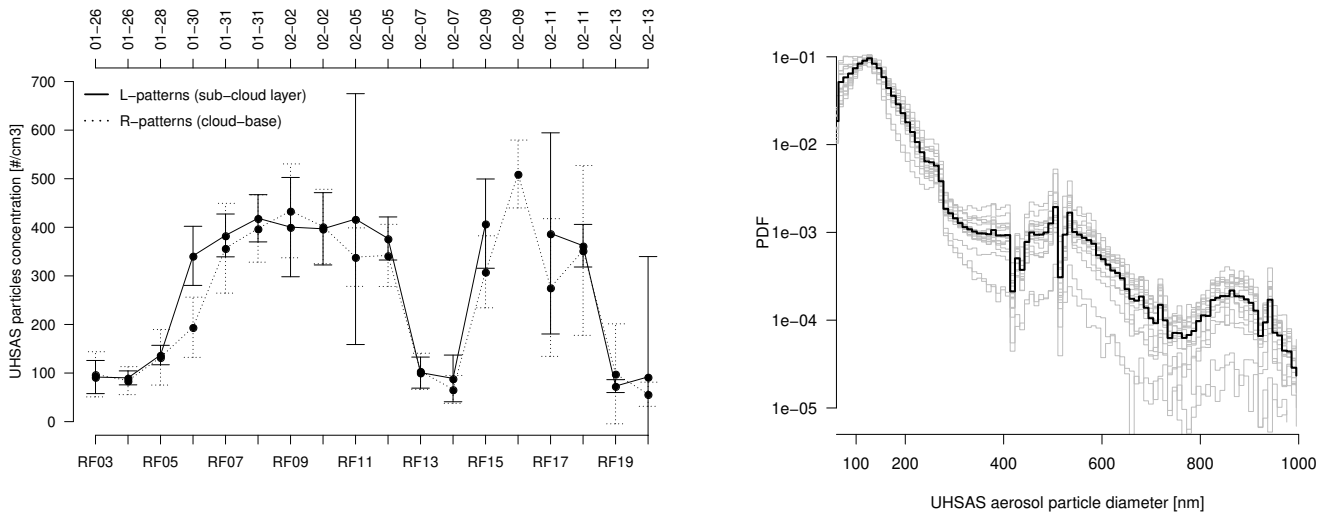 01−26 01−26 01−28 01−31 01−31 02−02 02−02 02−05 02−05 02−07 02−07 02−09 02−09 02−11 02−11 02−13 02−13
700
600
500
400
300
200
100
0
UHSAS particles concentration [#/cm3]
L−patterns (sub−cloud layer)
R−patterns (cloud−base)
RF03 RF05 RF07 RF09 RF11 RF13 RF15 RF17 RF19
1e−01
1e−02
1e−03
1e−04
1e−05
PDF
100 200 400 600 800 1000
UHSAS aerosol particle diameter [nm]